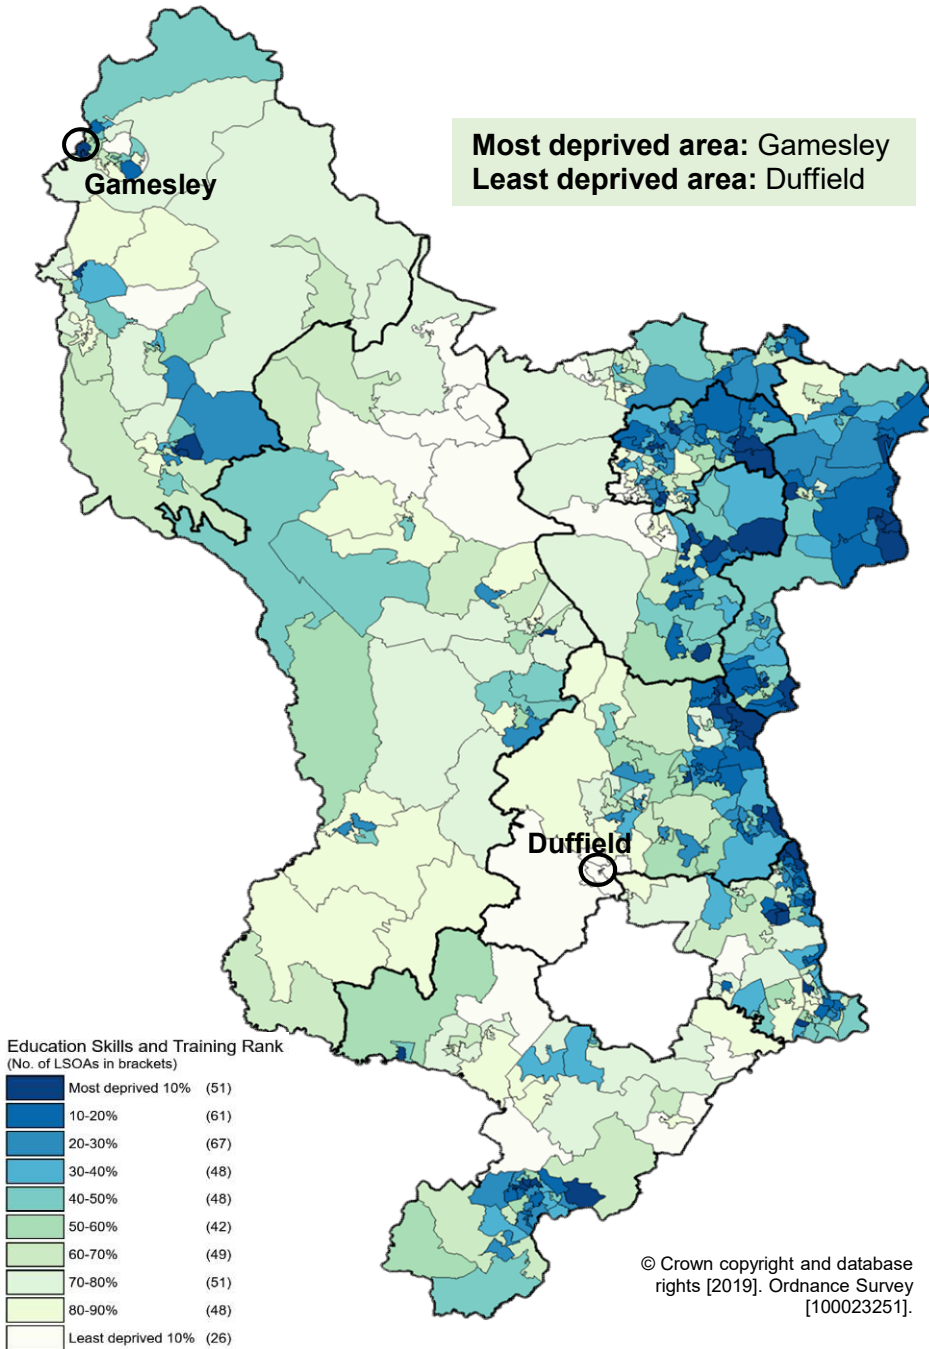 Most deprived area: Gamesley
Least deprived area: Duffield
Gamesley
Duffield
Education Skills and Training Rank
(No. of LSOAs in brackets)
Most deprived 10% (51)
10-20% (61)
20-30% (67)
30-40% (48)
40-50% (48)
50-60% (42)
60-70% (49)
70-80% (51)
80-90% (48)
Least deprived 10% (26)
© Crown copyright and database
rights [2019]. Ordnance Survey
[100023251].